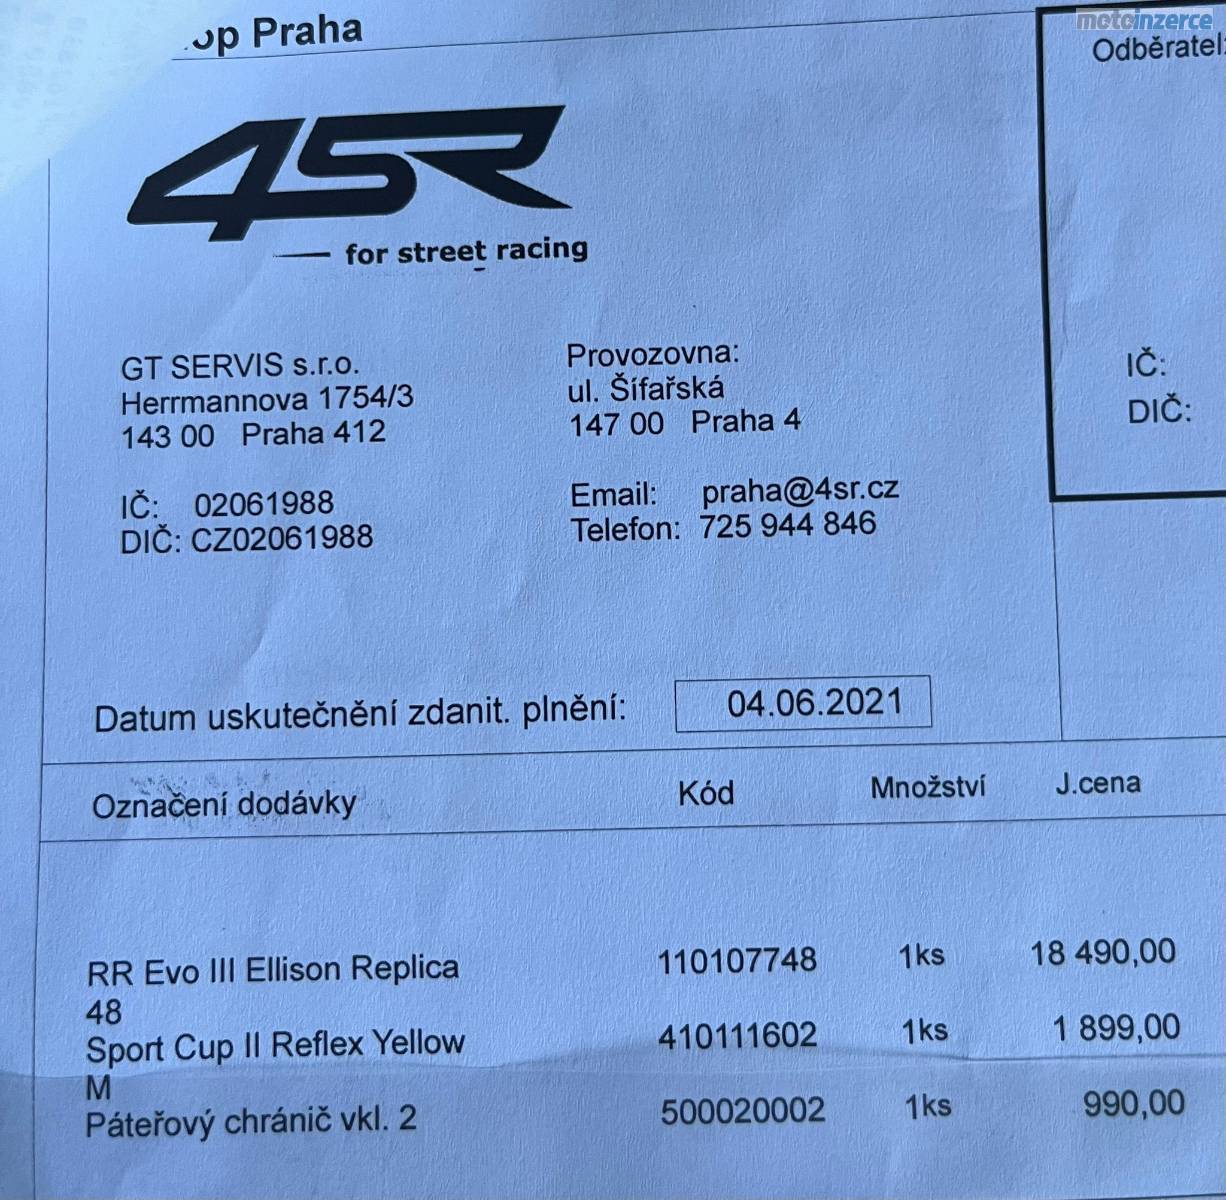 Praha
motoinzerce
Odběratel:
4SR
for street racing
GT SERVIS s.r.o.
Herrmannova 1754/3
143 00 Praha 412
IČ: 02061988
DIČ: CZ02061988
Provozovna:
ul. Šífařská
147 00 Praha 4
Email: praha@4sr.cz
Telefon: 725 944 846
IČ:
DIČ:
Datum uskutečnění zdanit. plnění: 04.06.2021
Označení dodávky Kód Množství J.cena
RR Evo III Ellison Replica 110107748 1ks 18 490,00
48
Sport Cup II Reflex Yellow 410111602 1ks 1 899,00
M
Páteřový chránič vkl. 2 500020002 1ks 990,00